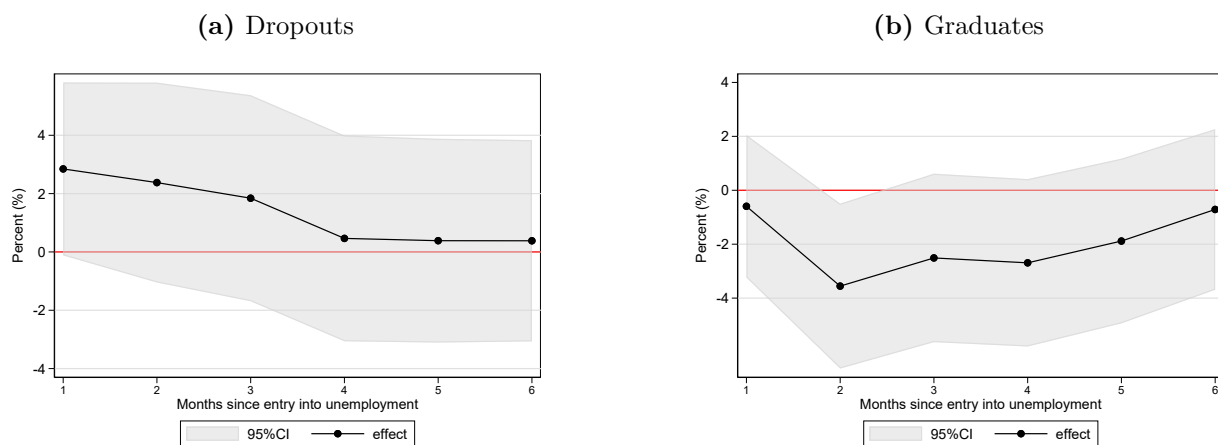 (a) Dropouts
Percent (%)
4
2
0
-2
-4
1 2 3 4 5 6
Months since entry into unemployment
95%CI effect
(b) Graduates
Percent (%)
4
2
0
-2
-4
1 2 3 4 5 6
Months since entry into unemployment
95%CI effect